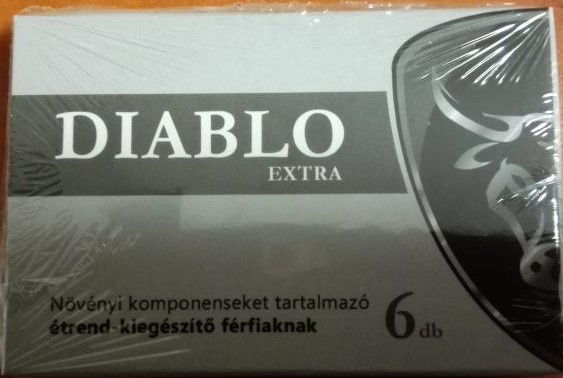 DIABLO
EXTRA
Növényi komponenseket tartalmazó
étrend-kiegészítő férfiaknak
6 db